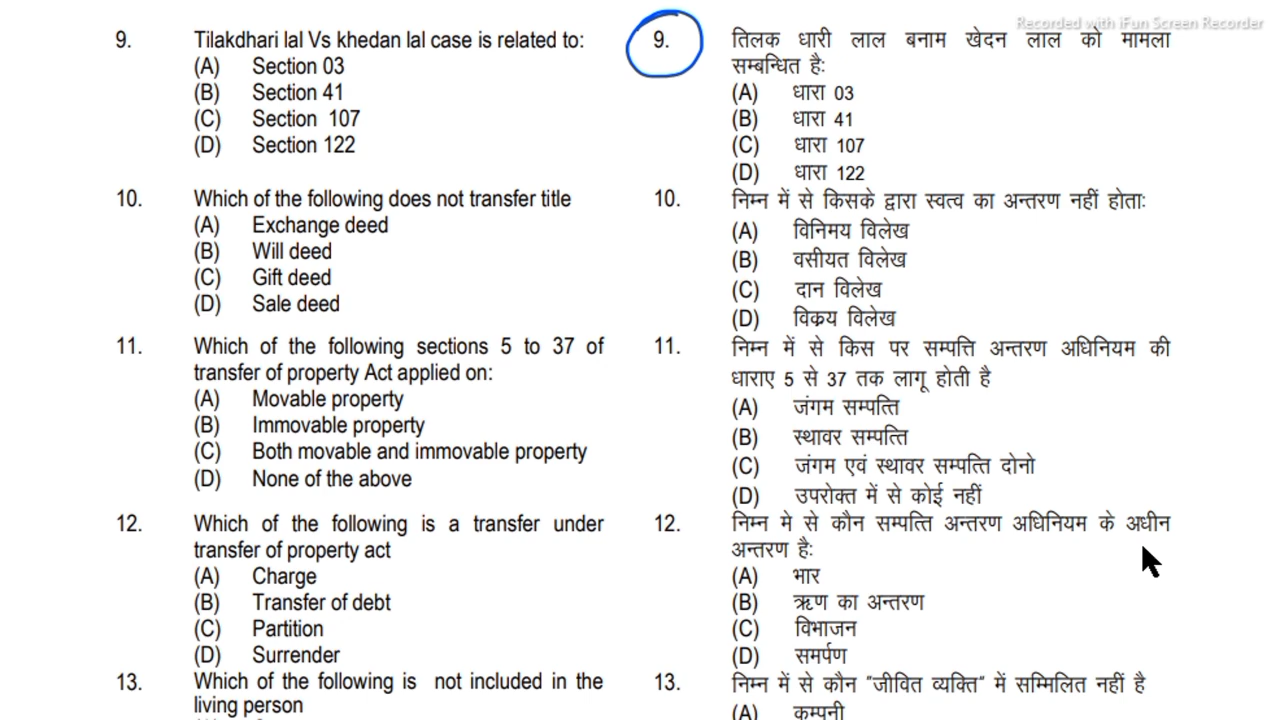 Recorded with iFun Screen Recorder
9. Tilakdhari lal Vs khedan lal case is related to:
(A) Section 03
(B) Section 41
(C) Section 107
(D) Section 122
10. Which of the following does not transfer title
(A) Exchange deed
(B) Will deed
(C) Gift deed
(D) Sale deed
11. Which of the following sections 5 to 37 of
transfer of property Act applied on:
(A) Movable property
(B) Immovable property
(C) Both movable and immovable property
(D) None of the above
12. Which of the following is a transfer under
transfer of property act
(A) Charge
(B) Transfer of debt
(C) Partition
(D) Surrender
13. Which of the following is not included in the
living person
9. तिलक धारी लाल बनाम खेदन लाल को मामला
सम्बन्धित है:
(A) धारा 03
(B) धारा 41
(C) धारा 107
(D) धारा 122
10. निम्न में से किसके द्वारा स्वत्व का अन्तरण नहीं होता:
(A) विनिमय विलेख
(B) वसीयत विलेख
(C) दान विलेख
(D) विक्रय विलेख
11. निम्न में से किस पर सम्पत्ति अन्तरण अधिनियम की
धाराए 5 से 37 तक लागू होती है
(A) जंगम सम्पत्ति
(B) स्थावर सम्पत्ति
(C) जंगम एवं स्थावर सम्पत्ति दोनो
(D) उपरोक्त में से कोई नहीं
12. निम्न मे से कौन सम्पत्ति अन्तरण अधिनियम के अधीन
अन्तरण है:
(A) भार
(B) ऋण का अन्तरण
(C) विभाजन
(D) समर्पण
13. निम्न में से कौन "जीवित व्यक्ति" में सम्मिलित नहीं है
(A) कम्पनी